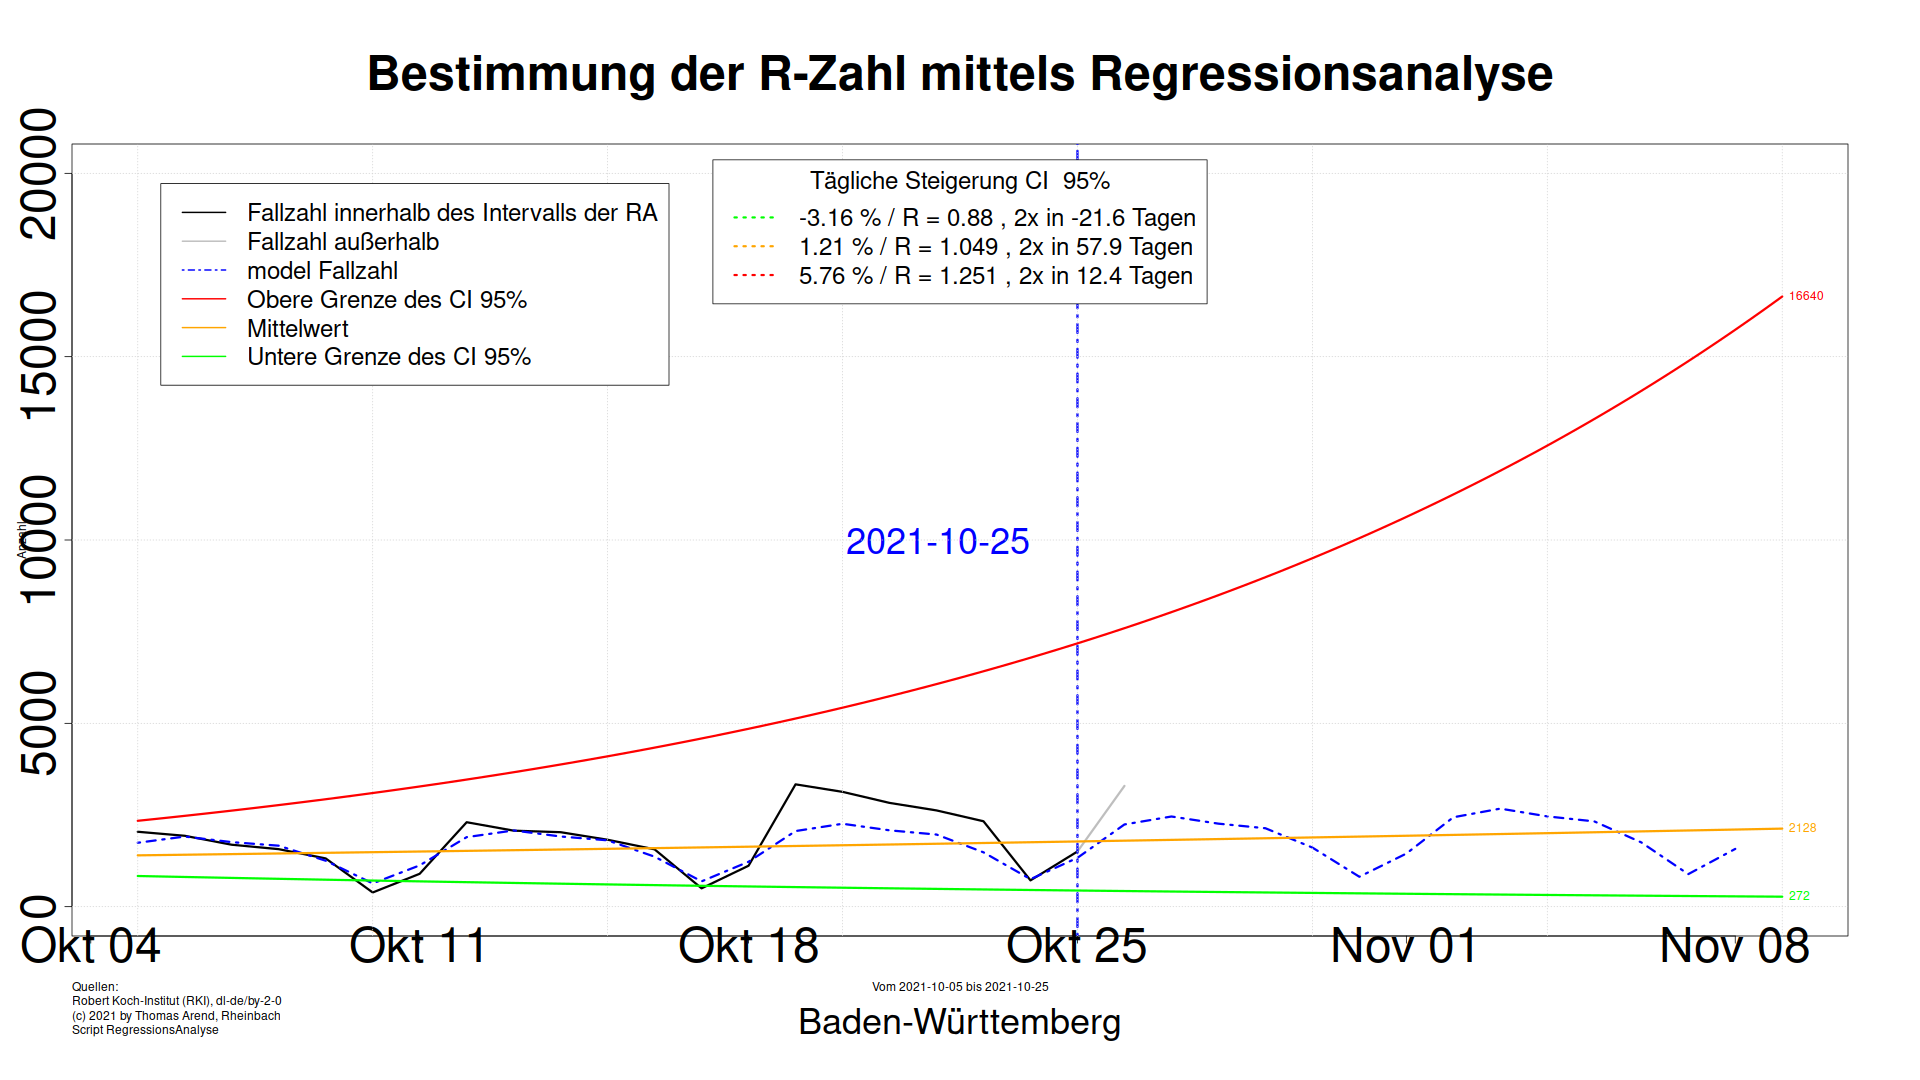 Bestimmung der R-Zahl mittels Regressionsanalyse
20000
15000
10000
5000
0
Anzahl
Fallzahl innerhalb des Intervalls der RA
Fallzahl außerhalb
model Fallzahl
Obere Grenze des CI 95%
Mittelwert
Untere Grenze des CI 95%
Tägliche Steigerung CI  95%
-3.16 % / R = 0.88 , 2x in -21.6 Tagen
1.21 % / R = 1.049 , 2x in 57.9 Tagen
5.76 % / R = 1.251 , 2x in 12.4 Tagen
16640
2021-10-25
2128
272
Okt 04 Okt 11 Okt 18 Okt 25 Nov 01 Nov 08
Quellen:
Robert Koch-Institut (RKI), dl-de/by-2-0
(c) 2021 by Thomas Arend, Rheinbach
Script RegressionsAnalyse
Vom 2021-10-05 bis 2021-10-25
Baden-Württemberg